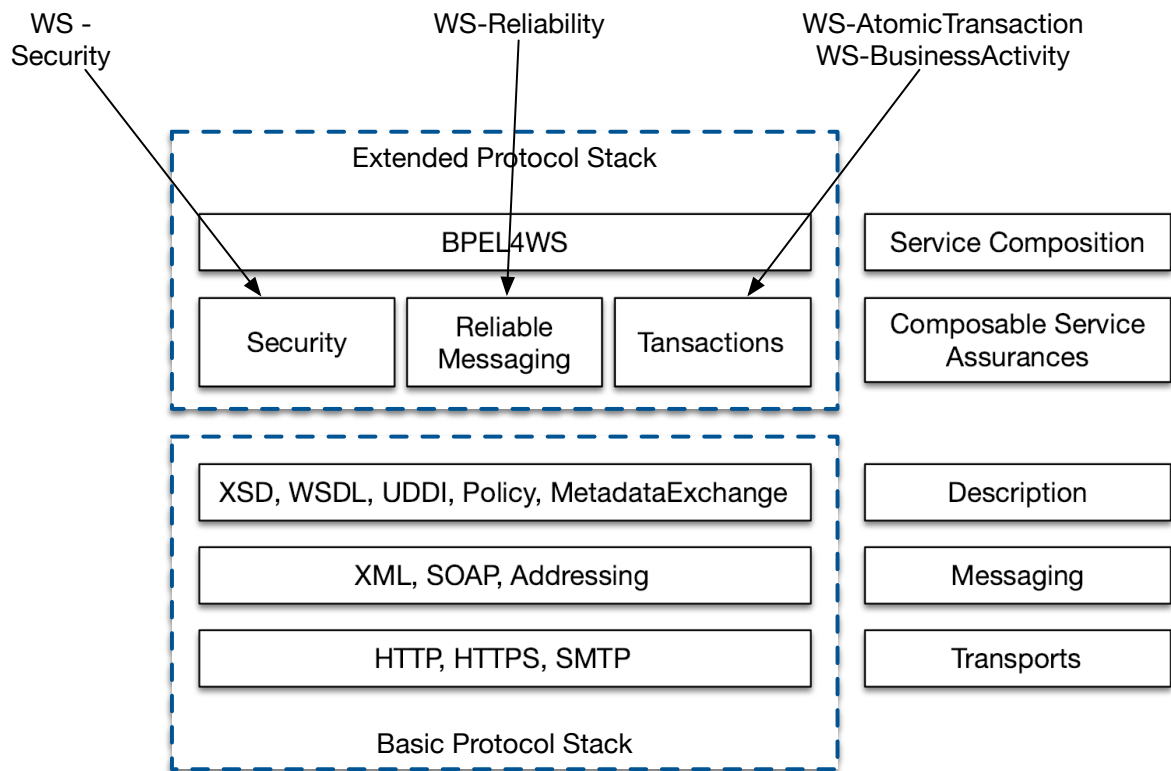 WS -
Security
WS-Reliability
WS-AtomicTransaction
WS-BusinessActivity
Extended Protocol Stack
BPEL4WS
Service Composition
Security
Reliable
Messaging
Tansactions
Composable Service
Assurances
XSD, WSDL, UDDI, Policy, MetadataExchange
Description
XML, SOAP, Addressing
Messaging
HTTP, HTTPS, SMTP
Transports
Basic Protocol Stack